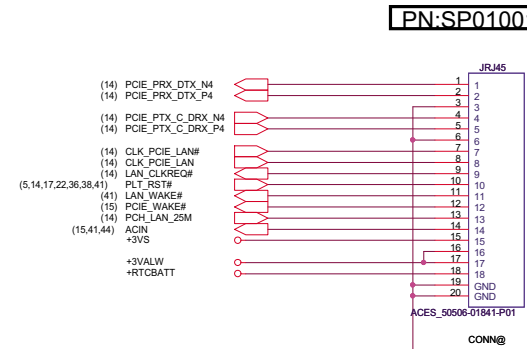 PN:SP0100
JRJ45
(14) PCIE_PRX_DTX_N4 1 1
(14) PCIE_PRX_DTX_P4 2 2
3 3
(14) PCIE_PTX_C_DRX_N4 4 4
(14) PCIE_PTX_C_DRX_P4 5 5
6 6
(14) CLK_PCIE_LAN# 7 7
(14) CLK_PCIE_LAN 8 8
(14) LAN_CLKREQ# 9 9
(5,14,17,22,36,38,41) PLT_RST# 10 10
(41) LAN_WAKE# 11 11
(15) PCIE_WAKE# 12 12
(14) PCH_LAN_25M 13 13
(15,41,44) ACIN 14 14
+3VS 15 15
16 16
+3VALW 17 17
+RTCBATT 18 18
19 GND
20 GND
ACES_50506-01841-P01
CONN@